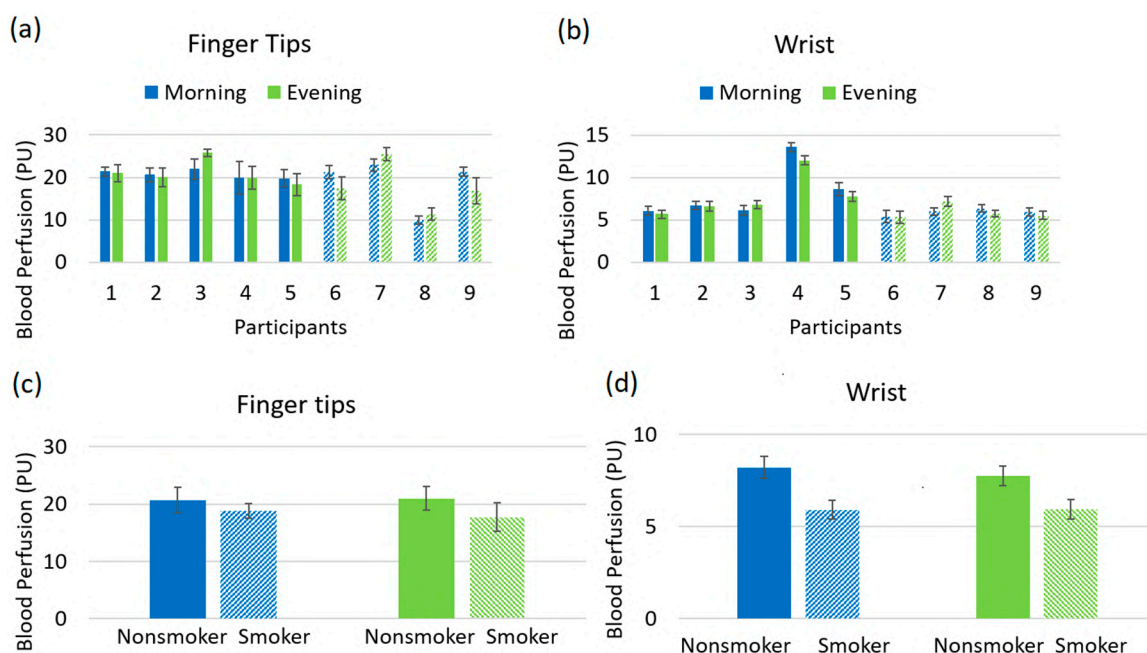 (a)
Finger Tips
Morning Evening
Blood Perfusion (PU)
30
20
10
0
1 2 3 4 5 6 7 8 9
Participants
(b)
Wrist
Morning Evening
Blood Perfusion (PU)
15
10
5
0
1 2 3 4 5 6 7 8 9
Participants
(c)
Finger tips
Blood Perfusion (PU)
30
20
10
0
Nonsmoker Smoker Nonsmoker Smoker
(d)
Wrist
Blood Perfusion (PU)
10
5
0
Nonsmoker Smoker Nonsmoker Smoker